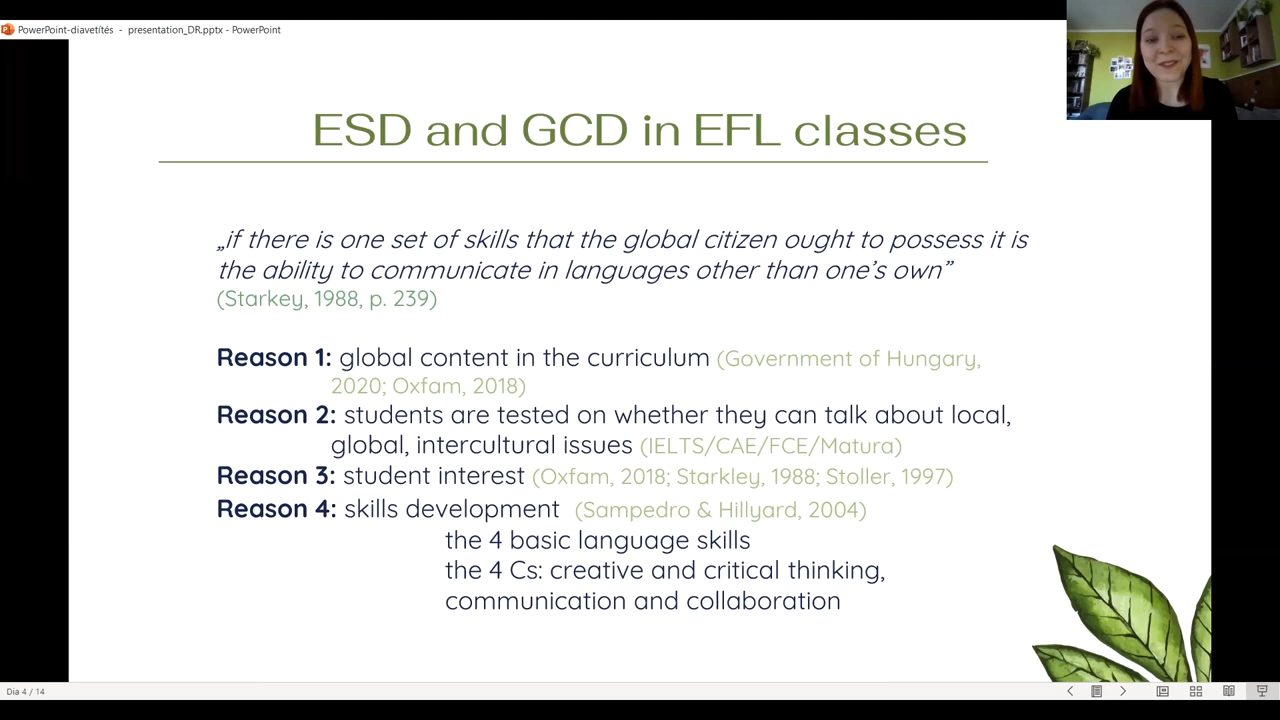 PowerPoint-diavetítés - presentation_DR.pptx - PowerPoint
ESD and GCD in EFL classes
„if there is one set of skills that the global citizen ought to possess it is
the ability to communicate in languages other than one's own”
(Starkey, 1988, p. 239)
Reason 1: global content in the curriculum (Government of Hungary,
2020; Oxfam, 2018)
Reason 2: students are tested on whether they can talk about local,
global, intercultural issues (IELTS/CAE/FCE/Matura)
Reason 3: student interest (Oxfam, 2018; Starkley, 1988; Stoller, 1997)
Reason 4: skills development (Sampedro & Hillyard, 2004)
the 4 basic language skills
the 4 Cs: creative and critical thinking,
communication and collaboration
Dia 4 / 14